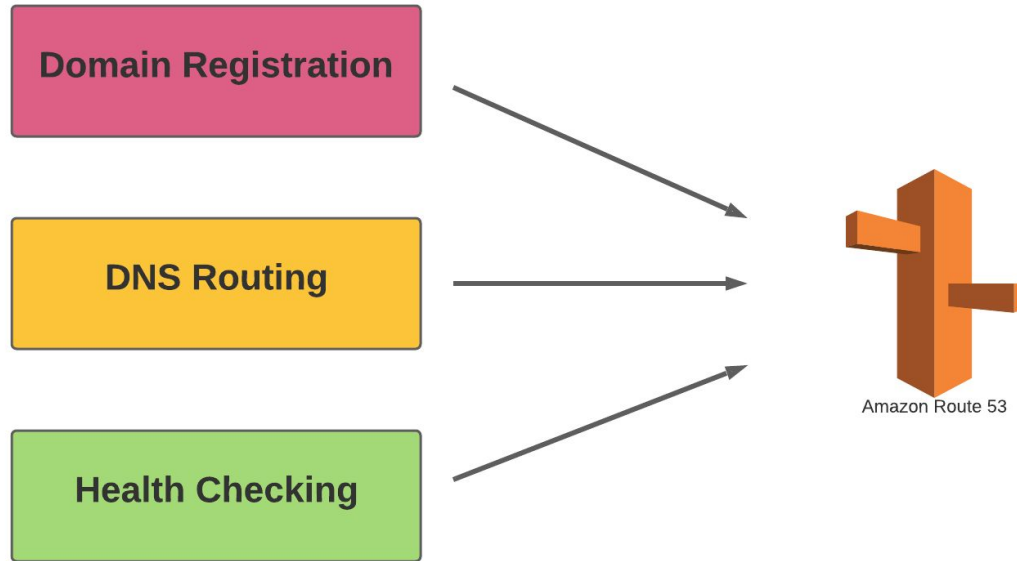 Domain Registration
DNS Routing
Health Checking
Amazon Route 53